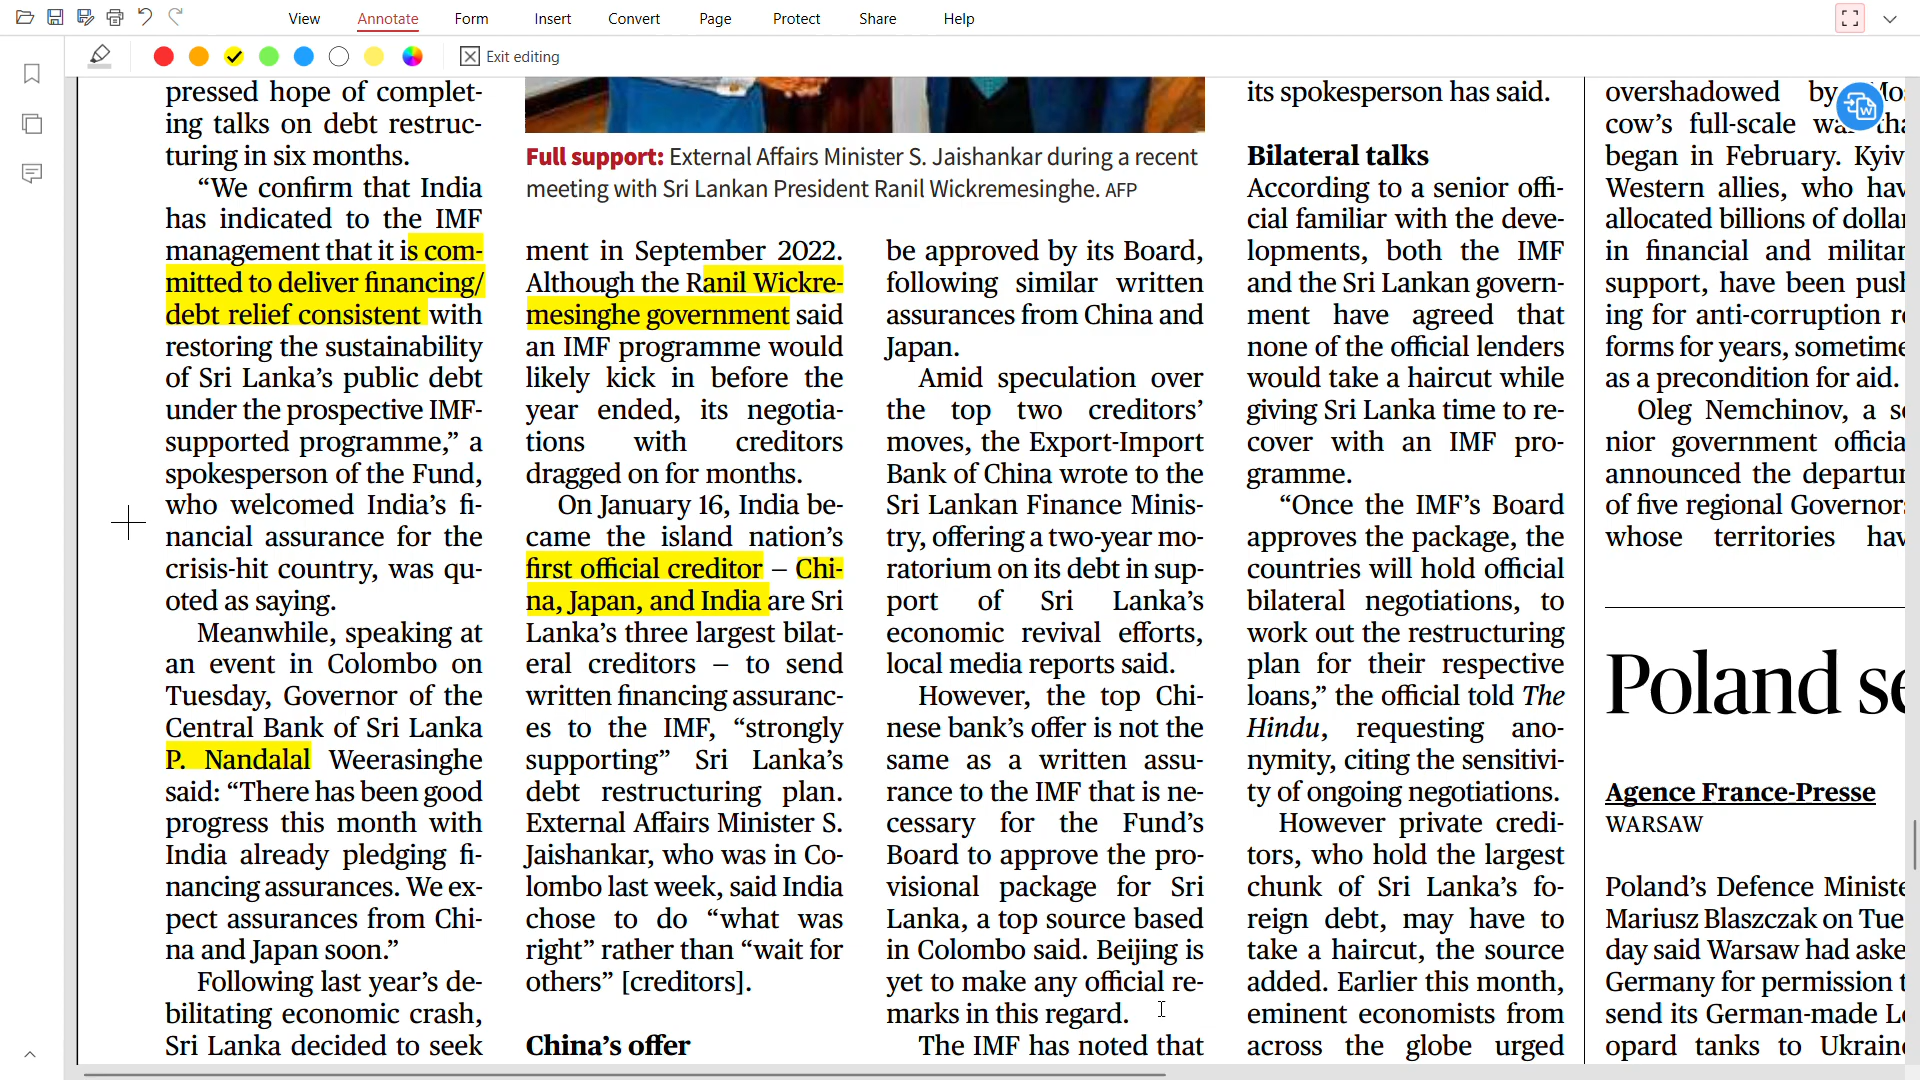 View Annotate Form Insert Convert Page Protect Share Help
Exit editing
pressed hope of complet-
ing talks on debt restruc-
turing in six months.
“We confirm that India
has indicated to the IMF
management that it is com-
mitted to deliver financing/
debt relief consistent with
restoring the sustainability
of Sri Lanka’s public debt
under the prospective IMF-
supported programme,” a
spokesperson of the Fund,
who welcomed India’s fi-
nancial assurance for the
crisis-hit country, was qu-
oted as saying.
Meanwhile, speaking at
an event in Colombo on
Tuesday, Governor of the
Central Bank of Sri Lanka
P. Nandalal Weerasinghe
said: “There has been good
progress this month with
India already pledging fi-
nancing assurances. We ex-
pect assurances from Chi-
na and Japan soon.”
Following last year’s de-
bilitating economic crash,
Sri Lanka decided to seek
Full support: External Affairs Minister S. Jaishankar during a recent
meeting with Sri Lankan President Ranil Wickremesinghe. AFP
ment in September 2022.
Although the Ranil Wickre-
mesinghe government said
an IMF programme would
likely kick in before the
year ended, its negotia-
tions with creditors
dragged on for months.
On January 16, India be-
came the island nation’s
first official creditor – Chi-
na, Japan, and India are Sri
Lanka’s three largest bilat-
eral creditors – to send
written financing assuranc-
es to the IMF, “strongly
supporting” Sri Lanka’s
debt restructuring plan.
External Affairs Minister S.
Jaishankar, who was in Co-
lombo last week, said India
chose to do “what was
right” rather than “wait for
others” [creditors].
China’s offer
be approved by its Board,
following similar written
assurances from China and
Japan.
Amid speculation over
the top two creditors’
moves, the Export-Import
Bank of China wrote to the
Sri Lankan Finance Minis-
try, offering a two-year mo-
ratorium on its debt in sup-
port of Sri Lanka’s
economic revival efforts,
local media reports said.
However, the top Chi-
nese bank’s offer is not the
same as a written assu-
rance to the IMF that is ne-
cessary for the Fund’s
Board to approve the pro-
visional package for Sri
Lanka, a top source based
in Colombo said. Beijing is
yet to make any official re-
marks in this regard.
The IMF has noted that
its spokesperson has said.
Bilateral talks
According to a senior offi-
cial familiar with the deve-
lopments, both the IMF
and the Sri Lankan govern-
ment have agreed that
none of the official lenders
would take a haircut while
giving Sri Lanka time to re-
cover with an IMF pro-
gramme.
“Once the IMF’s Board
approves the package, the
countries will hold official
bilateral negotiations, to
work out the restructuring
plan for their respective
loans,” the official told The
Hindu, requesting ano-
nymity, citing the sensitivi-
ty of ongoing negotiations.
However private credi-
tors, who hold the largest
chunk of Sri Lanka’s fo-
reign debt, may have to
take a haircut, the source
added. Earlier this month,
eminent economists from
across the globe urged
overshadowed by Mos
cow’s full-scale war tha
began in February. Kyiv
Western allies, who hav
allocated billions of dollar
in financial and militar
support, have been push
ing for anti-corruption re
forms for years, sometime
as a precondition for aid.
Oleg Nemchinov, a se
nior government official
announced the departur
of five regional Governors
whose territories hav
Poland se
Agence France-Presse
WARSAW
Poland’s Defence Ministe
Mariusz Blaszczak on Tue
day said Warsaw had aske
Germany for permission t
send its German-made Le
opard tanks to Ukraine